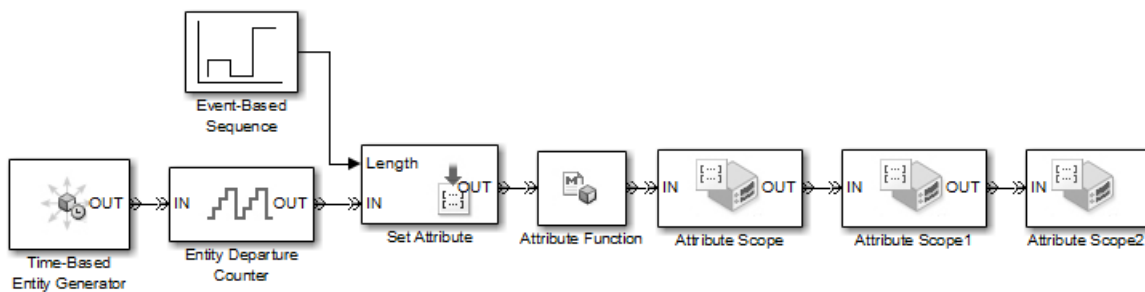 Event-Based
Sequence
OUT
Time-Based
Entity Generator
IN OUT
Entity Departure
Counter
Length
IN
OUT
Set Attribute
Attribute Function
IN OUT
Attribute Scope
IN OUT
Attribute Scope1
IN
Attribute Scope2